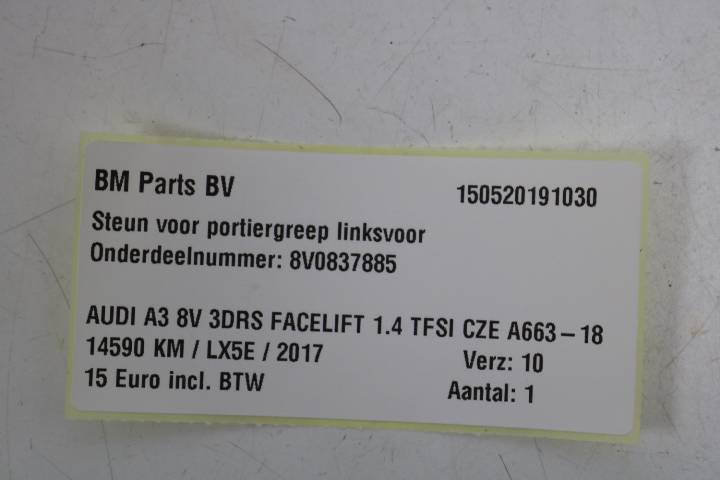 BM Parts BV 150520191030
Steun voor portiergreep linksvoor
Onderdeelnummer: 8V0837885
AUDI A3 8V 3DRS FACELIFT 1.4 TFSI CZE A663-18
14590 KM / LX5E / 2017 Verz: 10
15 Euro incl. BTW Aantal: 1